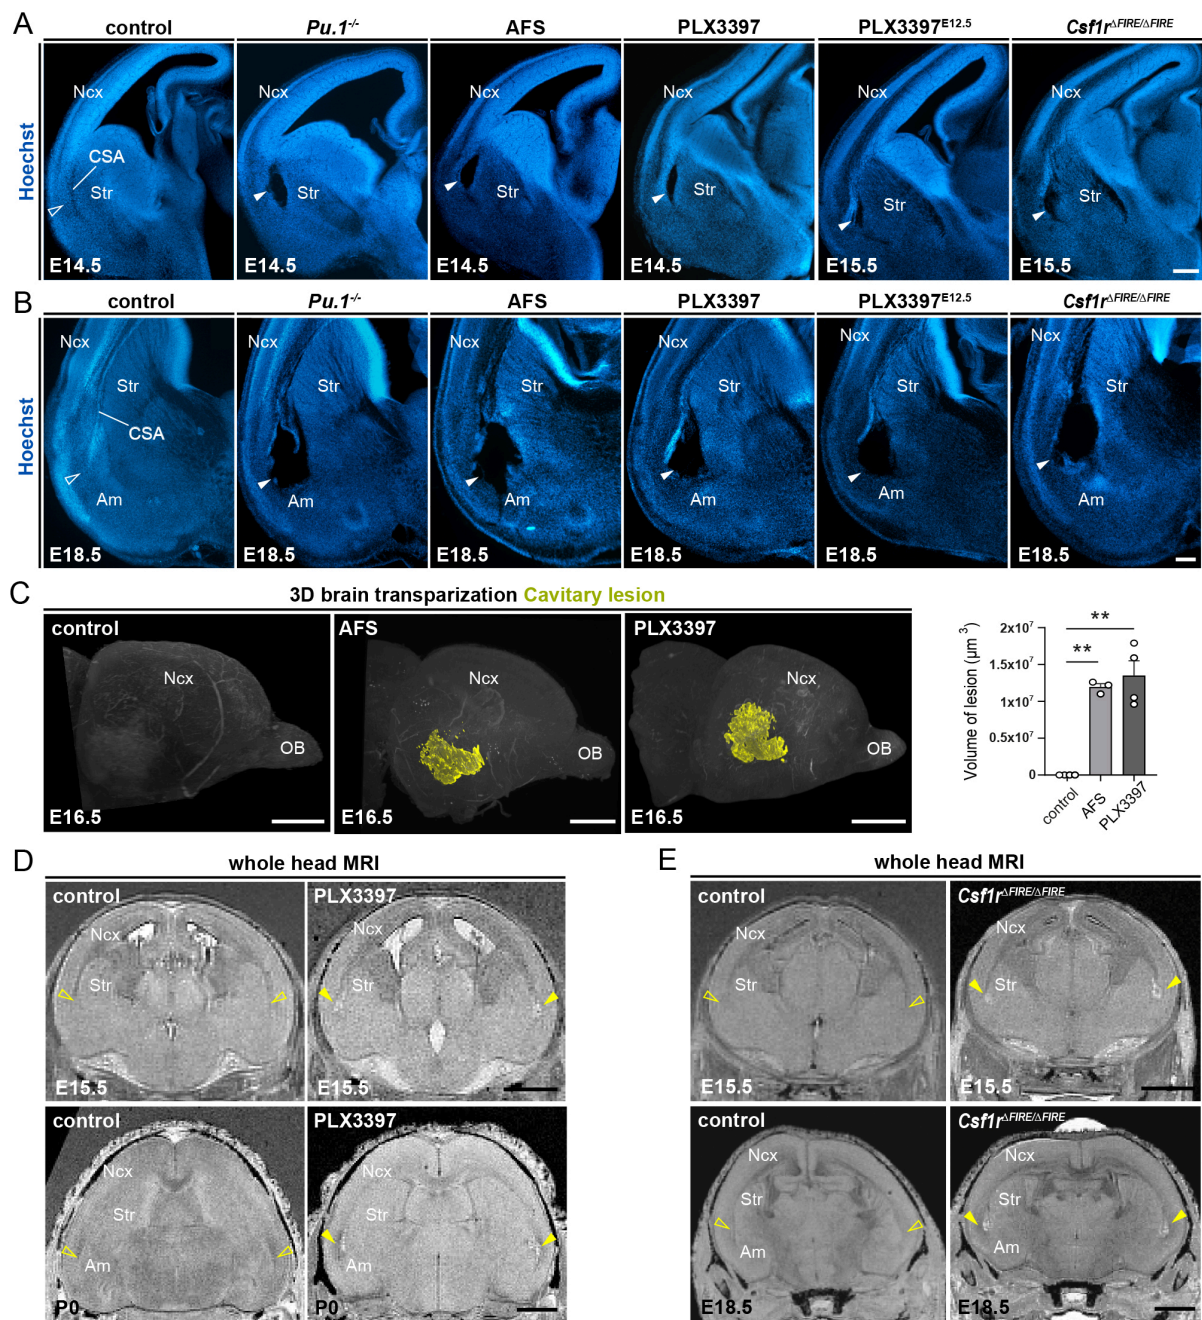 A
control Pu.1-/- AFS PLX3397 PLX3397E12.5 Csf1rΔFIRE/ΔFIRE
Hoechst
Ncx Ncx Ncx Ncx Ncx Ncx
CSA
Str Str Str Str Str Str
E14.5 E14.5 E14.5 E14.5 E15.5 E15.5
B
control Pu.1-/- AFS PLX3397 PLX3397E12.5 Csf1rΔFIRE/ΔFIRE
Hoechst
Ncx Ncx Ncx Ncx Ncx Ncx
Str Str Str Str Str Str
CSA
Am Am Am Am Am Am
E18.5 E18.5 E18.5 E18.5 E18.5 E18.5
C
3D brain transparization Cavitary lesion
control AFS PLX3397
Ncx Ncx Ncx
OB OB OB
E16.5 E16.5 E16.5
Volume of lesion (µm3)
2x10^7
1.5x10^7
1x10^7
0.5x10^7
0
**
**
control AFS PLX3397
D
whole head MRI
control PLX3397
Ncx Ncx
Str Str
E15.5 E15.5
control PLX3397
Ncx Ncx
Str Str
Am Am
P0 P0
E
whole head MRI
control Csf1rΔFIRE/ΔFIRE
Ncx Ncx
Str Str
E15.5 E15.5
control Csf1rΔFIRE/ΔFIRE
Ncx Ncx
Str Str
Am Am
E18.5 E18.5